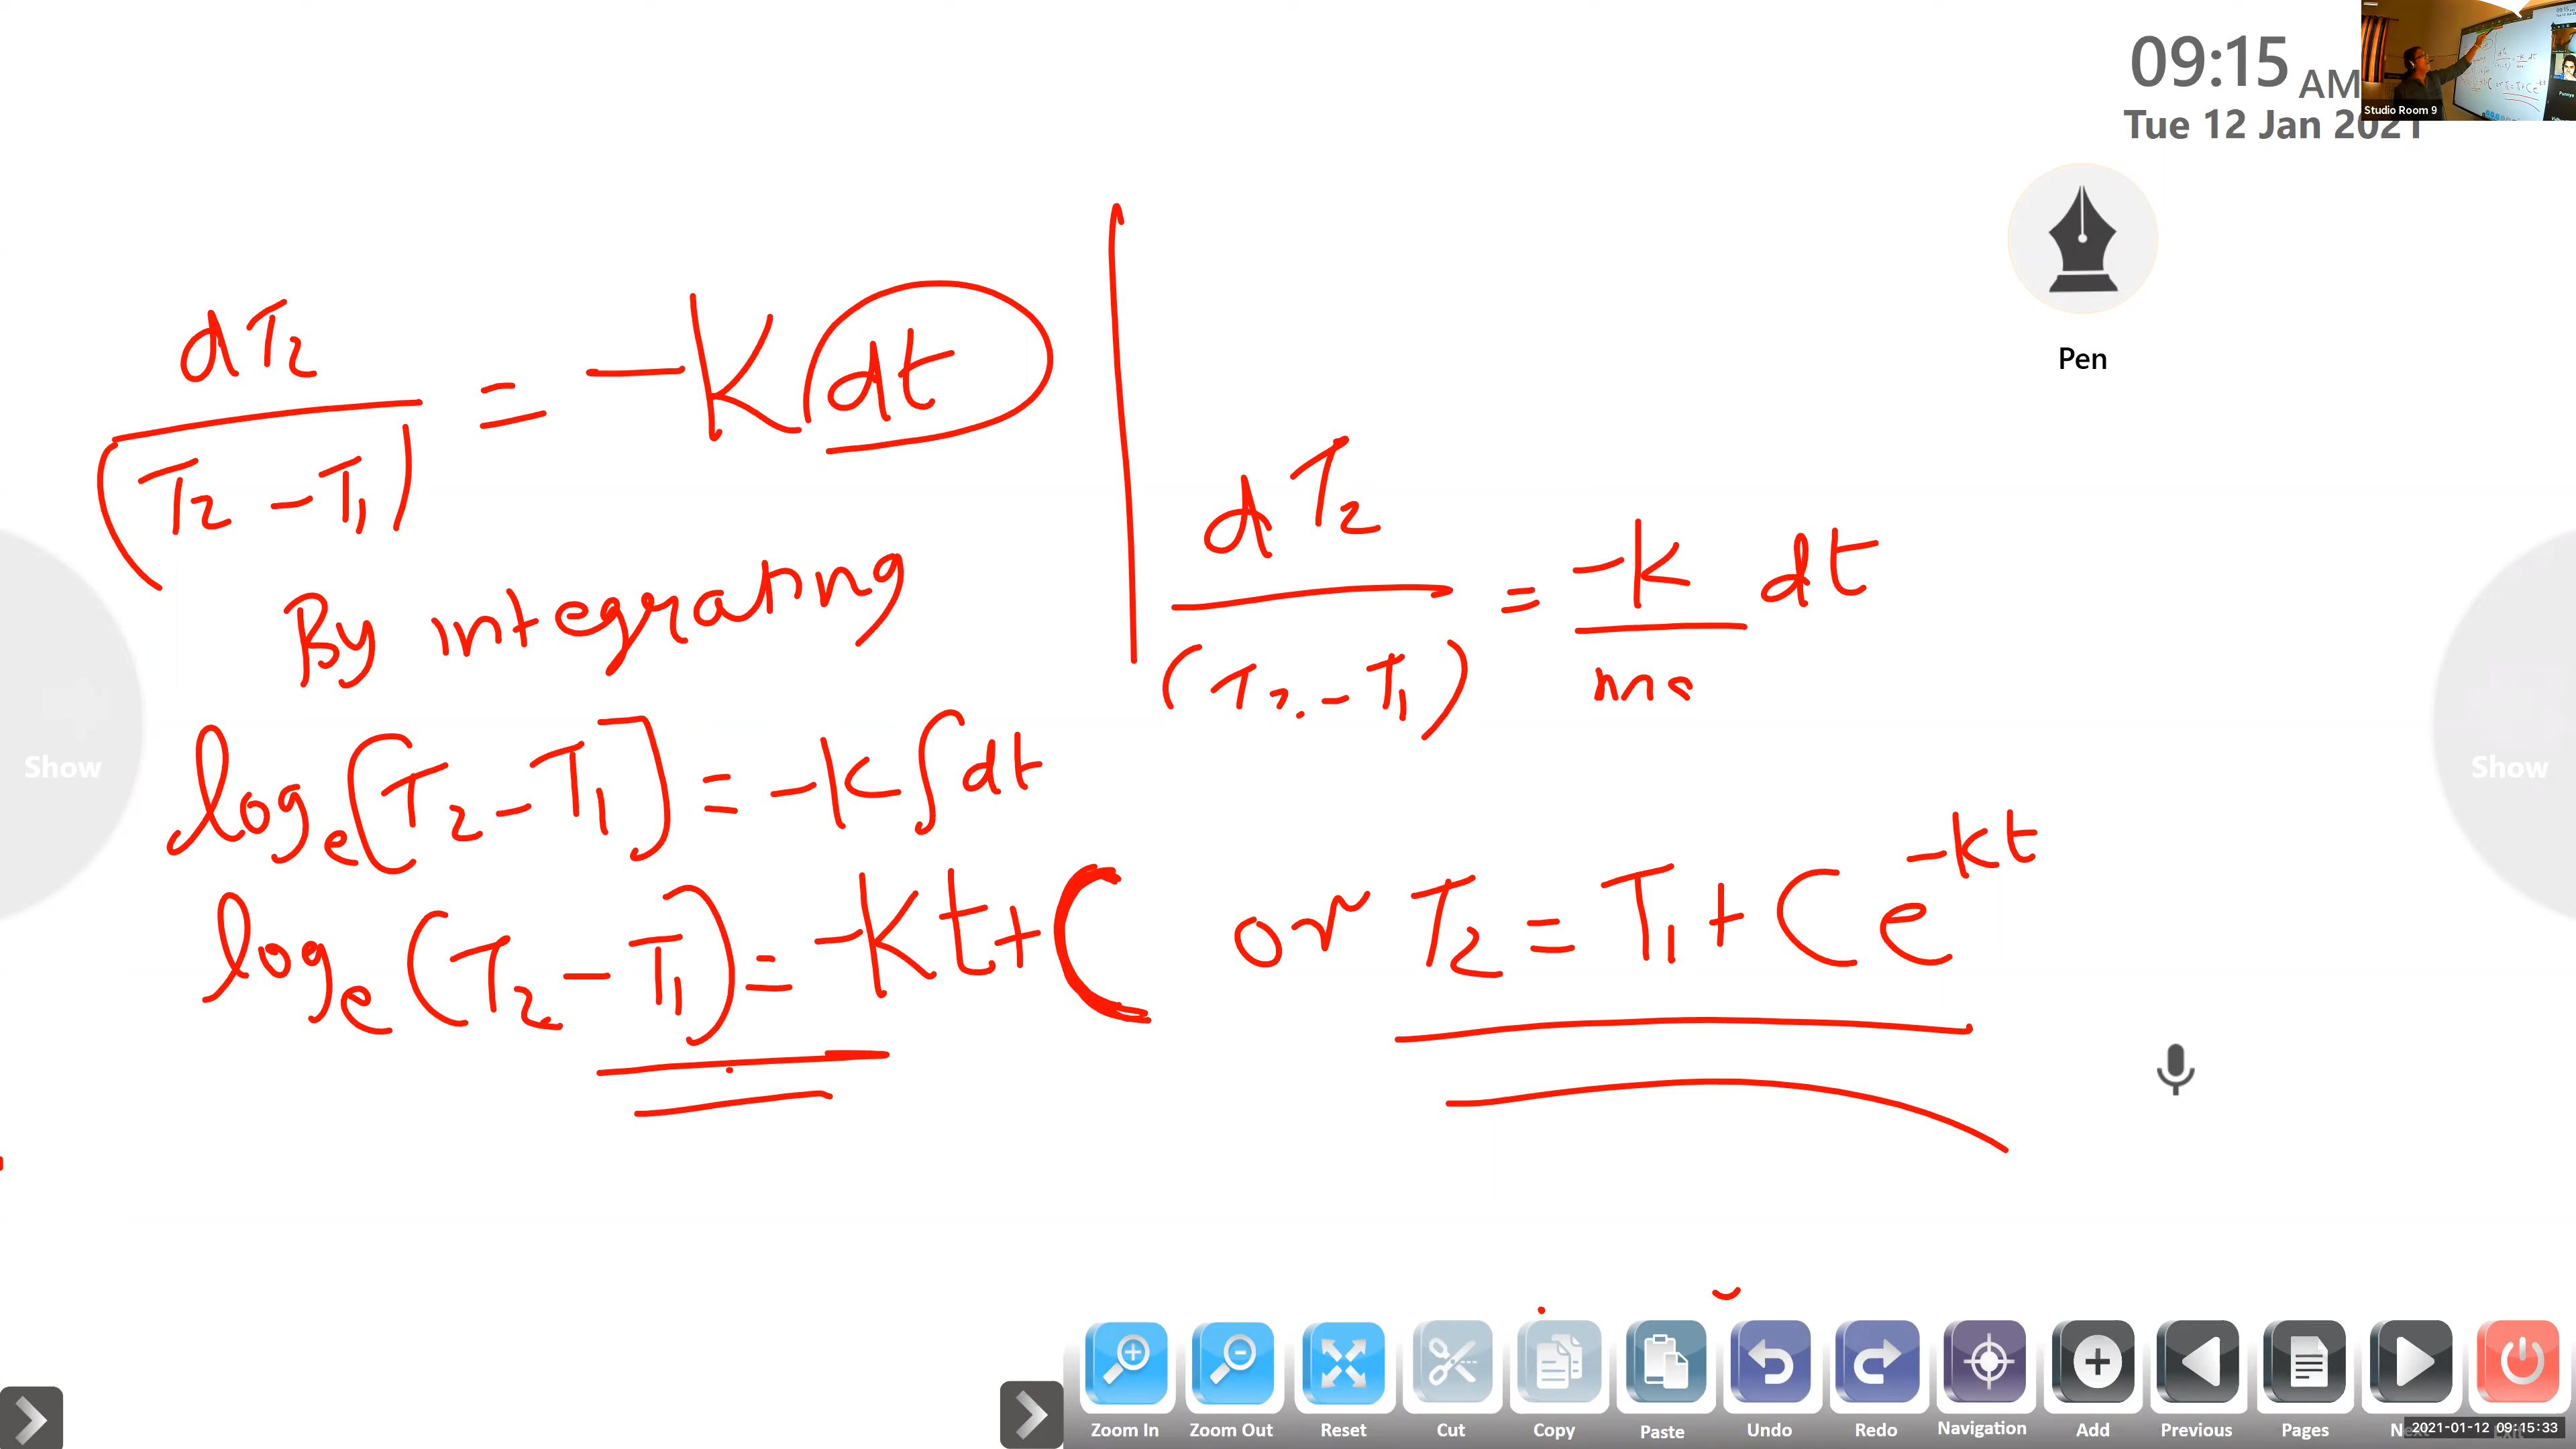 09:15 AM
Tue 12 Jan 2021
Studio Room 9
Pen
dT₂ / (T₂ - T₁) = -K dt
By integrating
logₑ[T₂ - T₁] = -K ∫dt
logₑ(T₂ - T₁) = -Kt + C
dT₂ / (T₂ - T₁) = -k / ms dt
or T₂ = T₁ + C e^-kt
Show
Show
Zoom In Zoom Out Reset Cut Copy Paste Undo Redo Navigation Add Previous Pages
2021-01-12 09:15:33